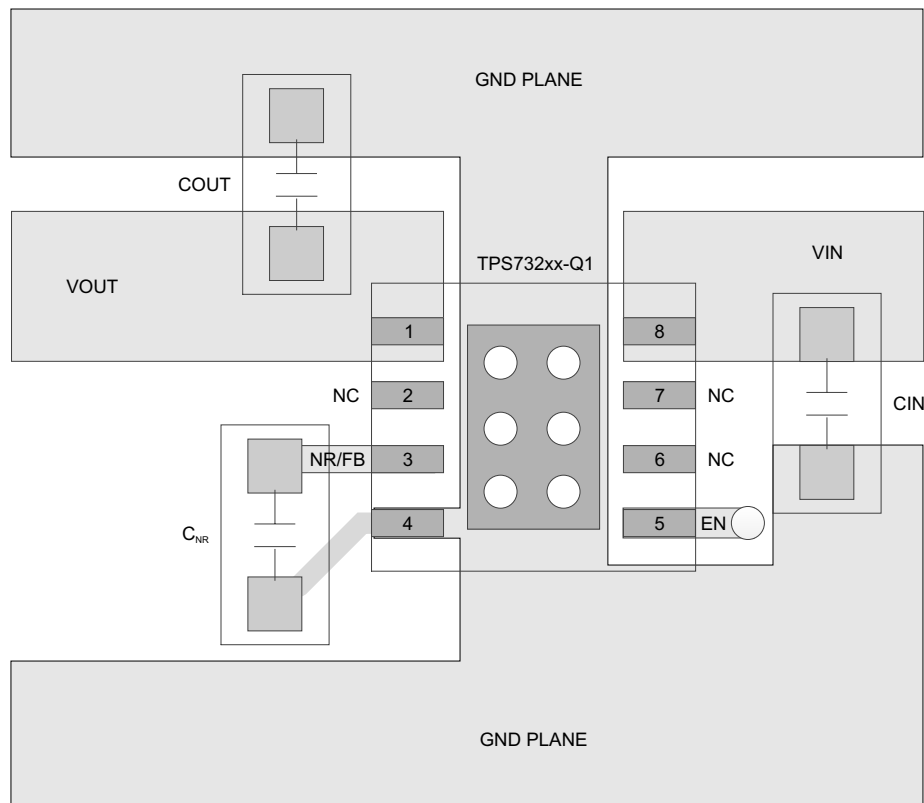 GND PLANE
COUT
TPS732xx-Q1
VIN
VOUT
1
8
NC
2
7
NC
CIN
NR/FB
3
6
NC
CNR
4
5
EN
GND PLANE